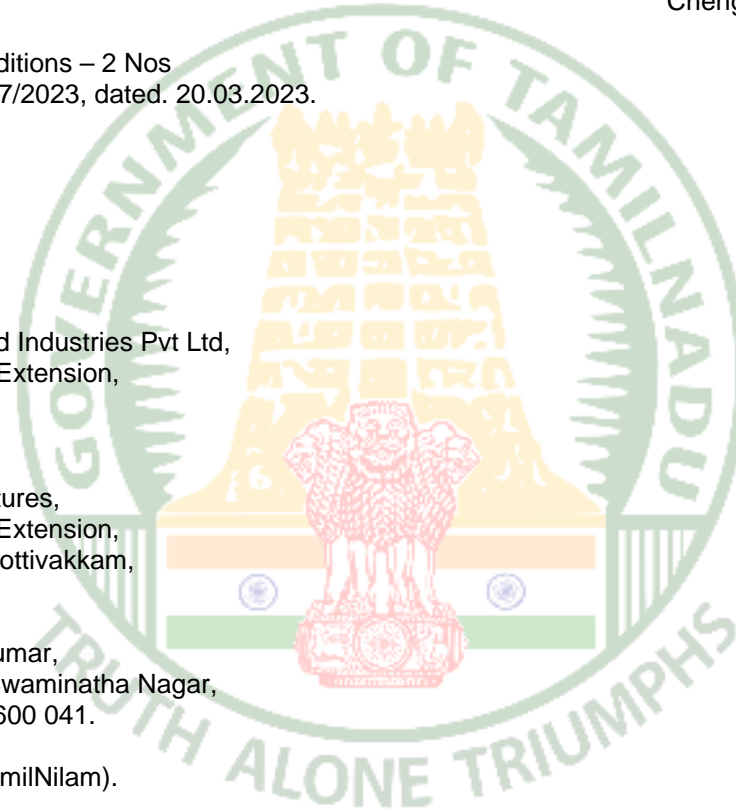 Cheng
ditions – 2 Nos
7/2023, dated. 20.03.2023.
GOVERNMENT OF TAMILNADU
d Industries Pvt Ltd,
Extension,
tures,
Extension,
ottivakkam,
umar,
waminatha Nagar,
600 041.
milNilam).
TRUTH ALONE TRIUMPHS